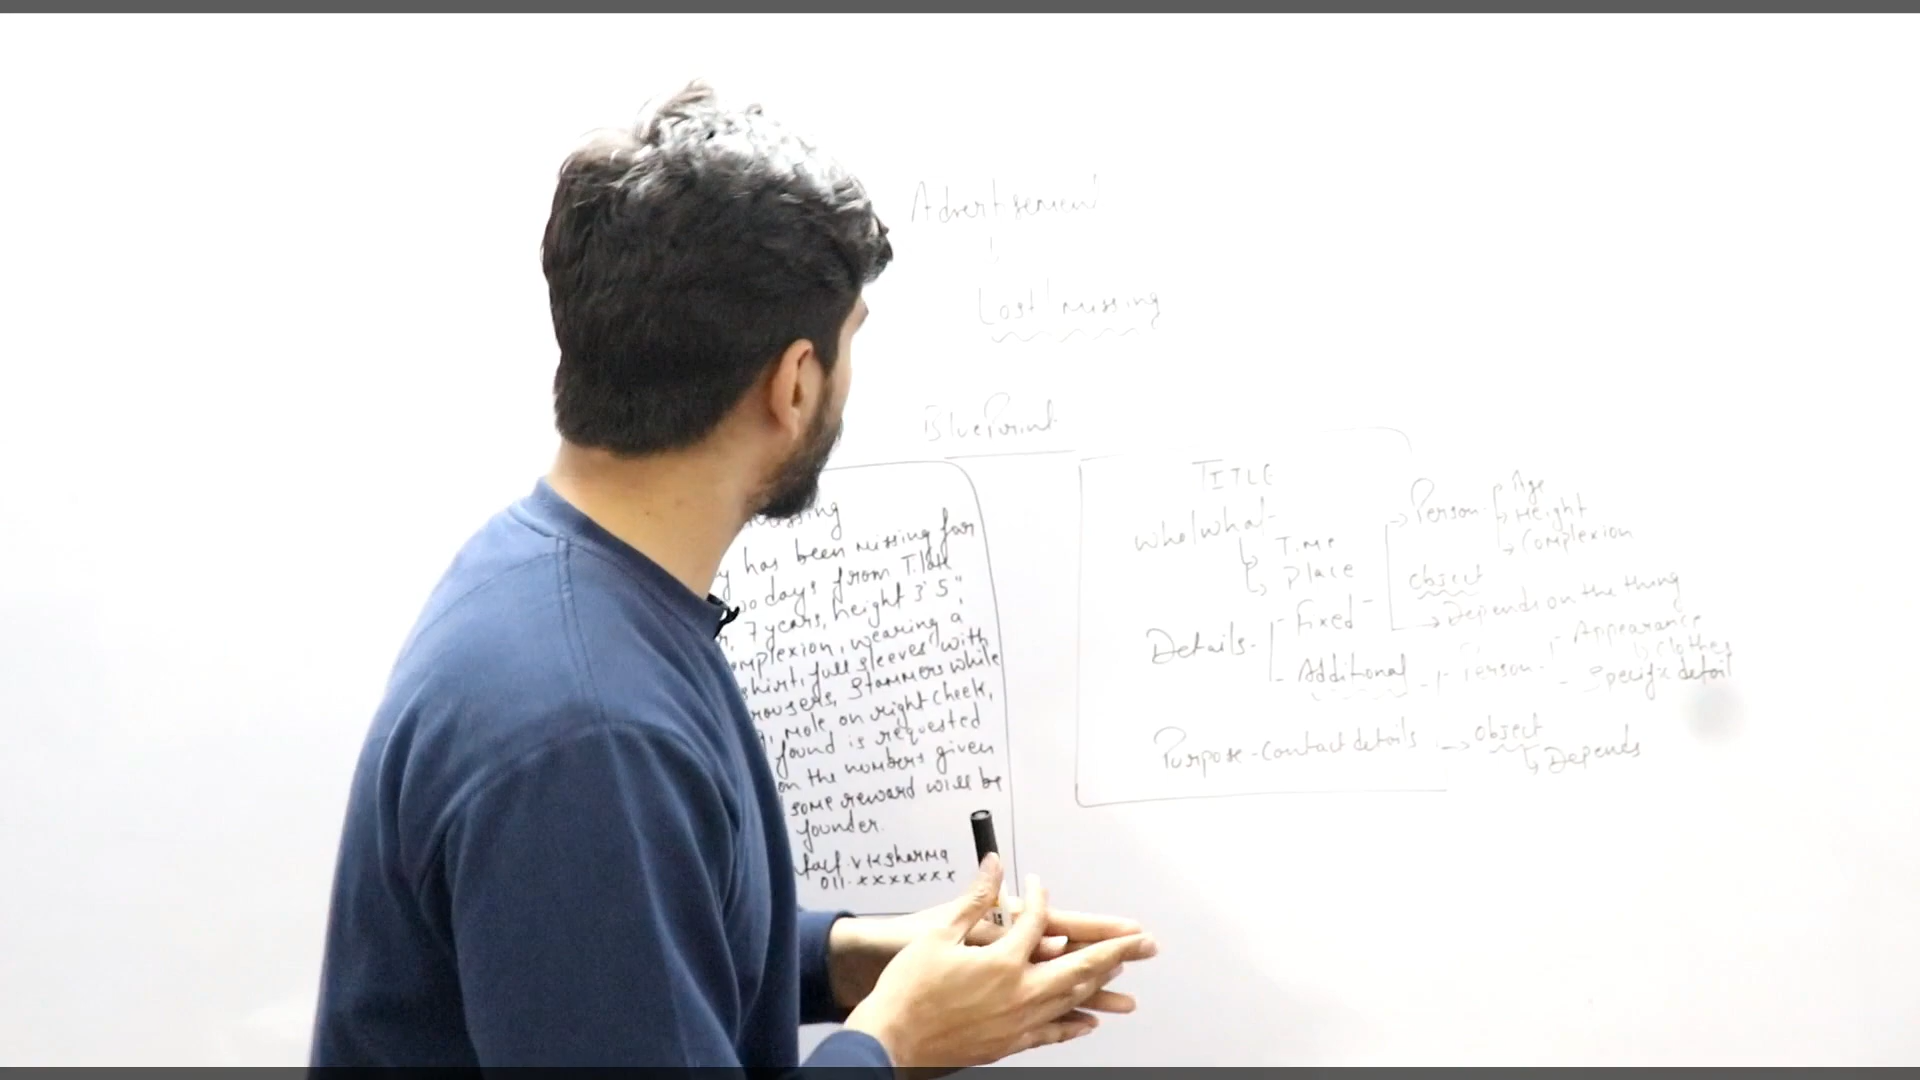 Advertisement
Lost/missing
BluePrint
missing
has been missing for
days from Tilak
7 years, height 3'5",
wearing a
shirt, full sleeves with
trousers, stammers while
mole on right cheek,
found is requested
on the numbers given
some reward will be
founder.
V K Sharma
011-xxxxxxx
TITLE
who/what
Time
Place
Details
Fixed
Person
Age
Height
Complexion
object
Depends on the thing
Additional
Person
Appearance
clothes
Specific detail
Purpose-contact details
object
Depends